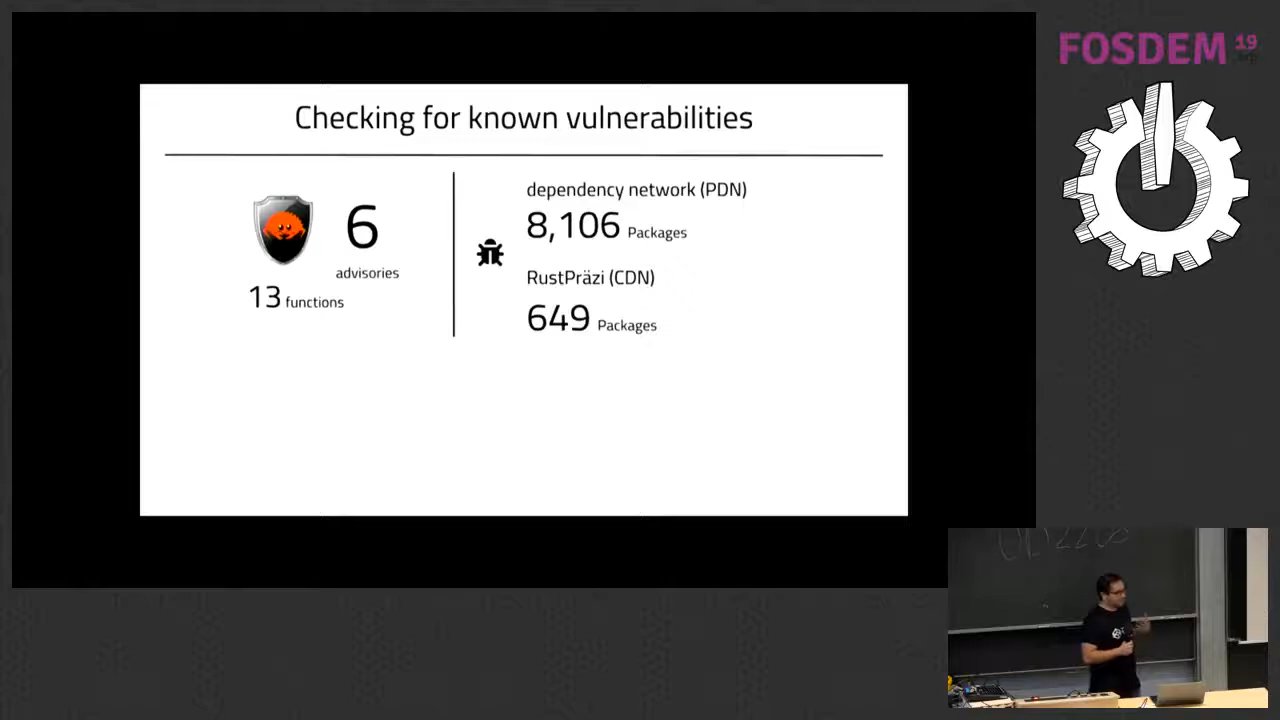 FOSDEM 19
.org
Checking for known vulnerabilities
6
advisories
13 functions
dependency network (PDN)
8,106 Packages
RustPräzi (CDN)
649 Packages